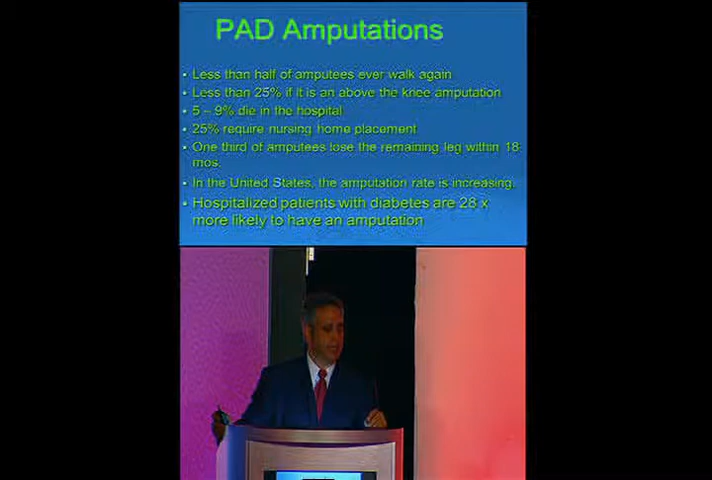 PAD Amputations
Less than half of amputees ever walk again
Less than 25% if it is an above the knee amputation
5 – 9% die in the hospital
25% require nursing home placement
One third of amputees lose the remaining leg within 18
mos.
In the United States, the amputation rate is increasing.
Hospitalized patients with diabetes are 28 x
more likely to have an amputation